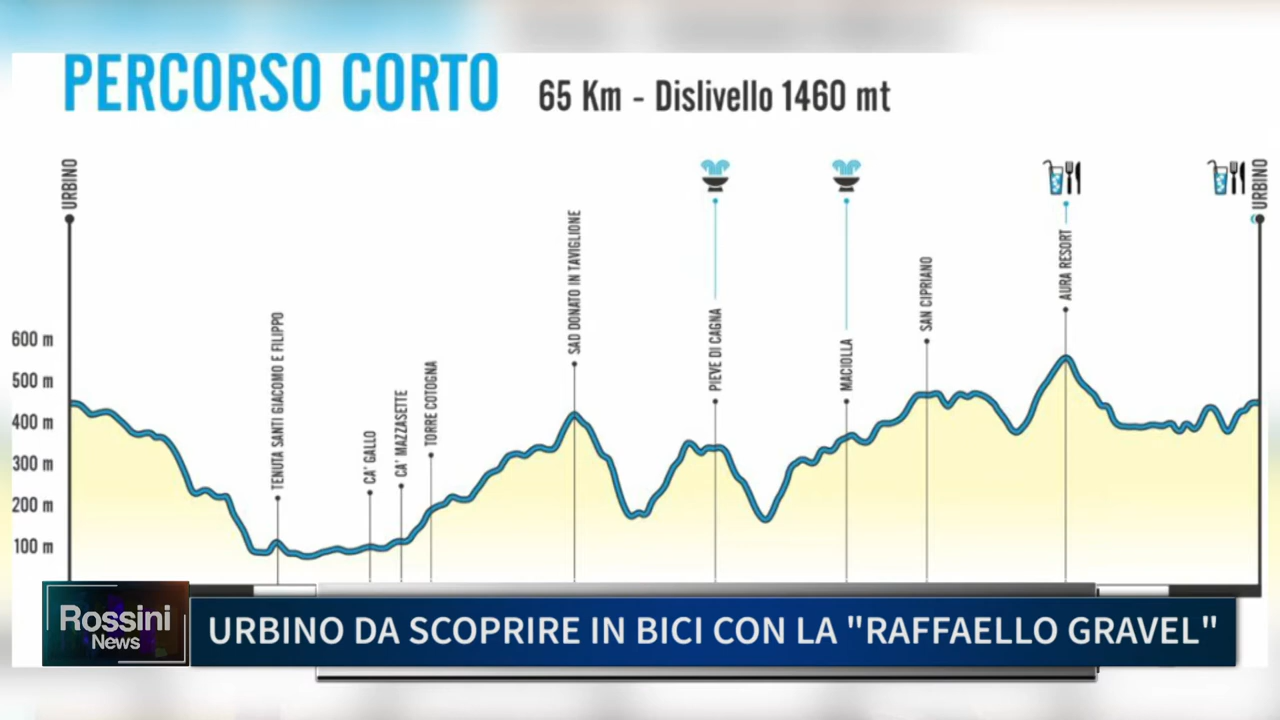 PERCORSO CORTO
65 Km - Dislivello 1460 mt
URBINO
TENUTA SANTI GIACOMO E FILIPPO
CA' GALLO
CA' MAZZASETTE
TORRE COTOGNA
SAD DONATO IN TAVIGLIONE
PIEVE DI CAGNA
MACIOLLA
SAN CIPRIANO
AURA RESORT
URBINO
600 m
500 m
400 m
300 m
200 m
100 m
Rossini
News
URBINO DA SCOPRIRE IN BICI CON LA "RAFFAELLO GRAVEL"